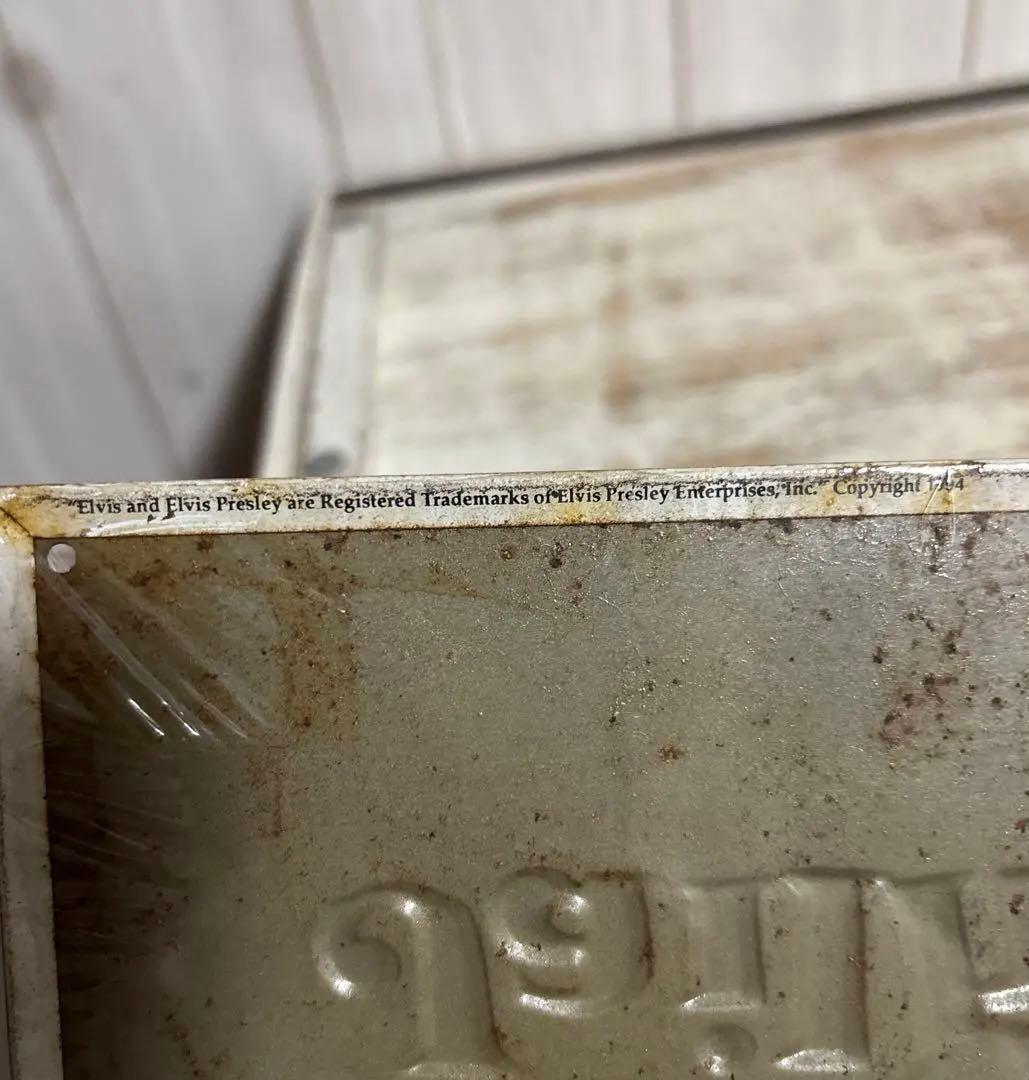 "Elvis and Elvis Presley are Registered Trademarks of Elvis Presley Enterprises, Inc." Copyright